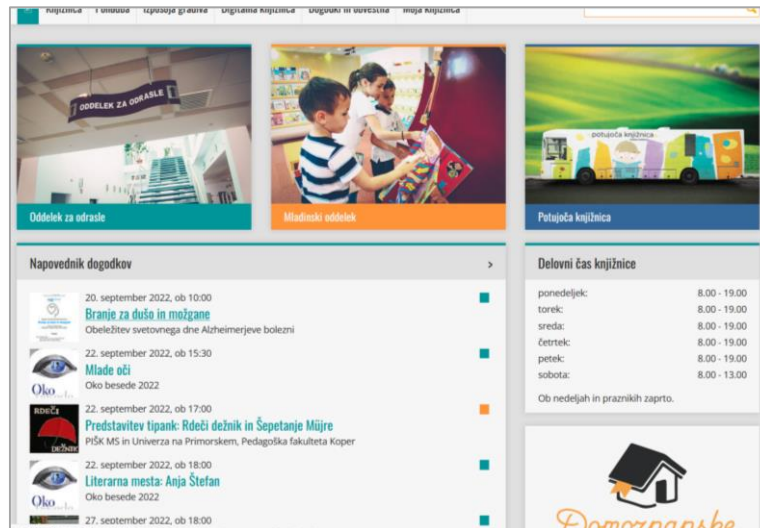 Knjižnica Ponudba Izposoja gradiva Digitalna knjižnica Dogodki in obvestila Moja knjižnica
ODDELEK ZA ODRASLE
potujoča knjižnica
Oddelek za odrasle
Mladinski oddelek
Potujoča knjižnica
Napovednik dogodkov >
20. september 2022, ob 10:00
Branje za dušo in možgane
Obeležitev svetovnega dne Alzheimerjeve bolezni
22. september 2022, ob 15:30
Mlade oči
Oko besede 2022
Oko
22. september 2022, ob 17:00
Predstavitev tipank: Rdeči dežnik in Šepetanje Müjre
PIŠK MS in Univerza na Primorskem, Pedagoška fakulteta Koper
RDEČI
DEŽNIK
22. september 2022, ob 18:00
Literarna mesta: Anja Štefan
Oko besede 2022
Oko
27. september 2022, ob 18:00
Delovni čas knjižnice
ponedeljek: 8.00 - 19.00
torek: 8.00 - 19.00
sreda: 8.00 - 19.00
četrtek: 8.00 - 19.00
petek: 8.00 - 19.00
sobota: 8.00 - 13.00
Ob nedeljah in praznikih zaprto.
Domoznanske